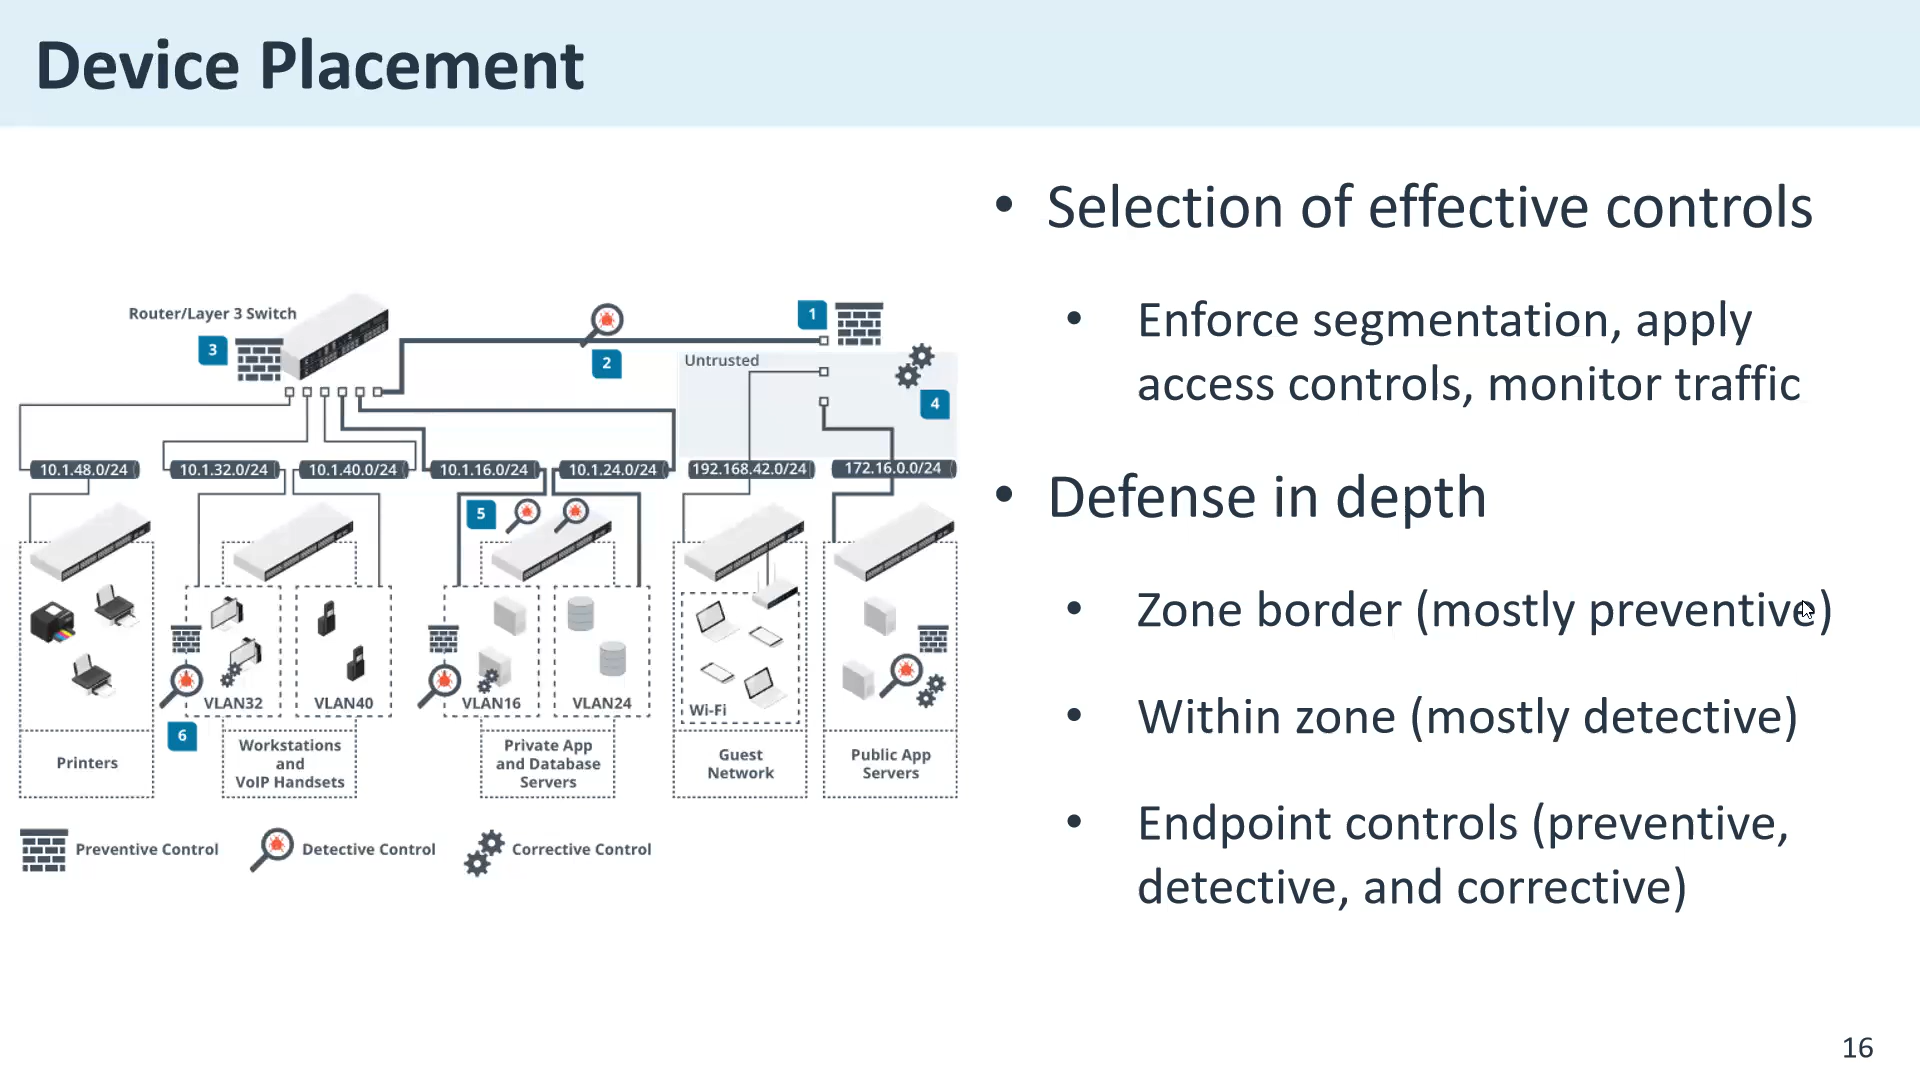 Device Placement
Router/Layer 3 Switch
3
2
1
Untrusted
4
10.1.48.0/24
10.1.32.0/24
10.1.40.0/24
10.1.16.0/24
10.1.24.0/24
192.168.42.0/24
172.16.0.0/24
5
VLAN32
VLAN40
VLAN16
VLAN24
Wi-Fi
6
Printers
Workstations
and
VoIP Handsets
Private App
and Database
Servers
Guest
Network
Public App
Servers
Preventive Control
Detective Control
Corrective Control
• Selection of effective controls
• Enforce segmentation, apply
access controls, monitor traffic
• Defense in depth
• Zone border (mostly preventive)
• Within zone (mostly detective)
• Endpoint controls (preventive,
detective, and corrective)
16